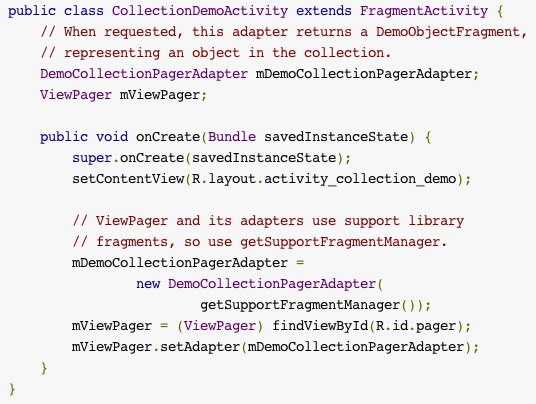 public class CollectionDemoActivity extends FragmentActivity {
    // When requested, this adapter returns a DemoObjectFragment,
    // representing an object in the collection.
    DemoCollectionPagerAdapter mDemoCollectionPagerAdapter;
    ViewPager mViewPager;

    public void onCreate(Bundle savedInstanceState) {
        super.onCreate(savedInstanceState);
        setContentView(R.layout.activity_collection_demo);

        // ViewPager and its adapters use support library
        // fragments, so use getSupportFragmentManager.
        mDemoCollectionPagerAdapter =
                new DemoCollectionPagerAdapter(
                        getSupportFragmentManager());
        mViewPager = (ViewPager) findViewById(R.id.pager);
        mViewPager.setAdapter(mDemoCollectionPagerAdapter);
    }
}